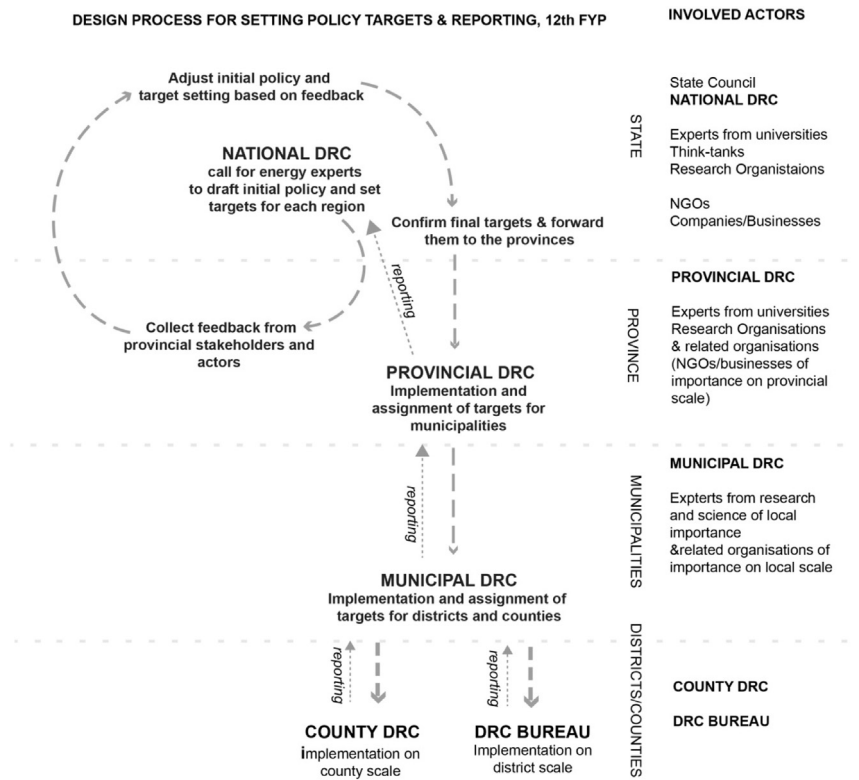 DESIGN PROCESS FOR SETTING POLICY TARGETS & REPORTING, 12th FYP
INVOLVED ACTORS
Adjust initial policy and
target setting based on feedback
NATIONAL DRC
call for energy experts
to draft initial policy and set
targets for each region
Confirm final targets & forward
them to the provinces
reporting
Collect feedback from
provincial stakeholders and
actors
STATE
State Council
NATIONAL DRC
Experts from universities
Think-tanks
Research Organistaions
NGOs
Companies/Businesses
PROVINCIAL DRC
Implementation and
assignment of targets for
municipalities
PROVINCE
PROVINCIAL DRC
Experts from universities
Research Organisations
& related organisations
(NGOs/businesses of
importance on provincial
scale)
reporting
MUNICIPAL DRC
Implementation and assignment of
targets for districts and counties
MUNICIPALITIES
MUNICIPAL DRC
Expterts from research
and science of local
importance
&related organisations of
importance on local scale
reporting
reporting
COUNTY DRC
implementation on
county scale
DRC BUREAU
Implementation on
district scale
DISTRICTS/COUNTIES
COUNTY DRC
DRC BUREAU